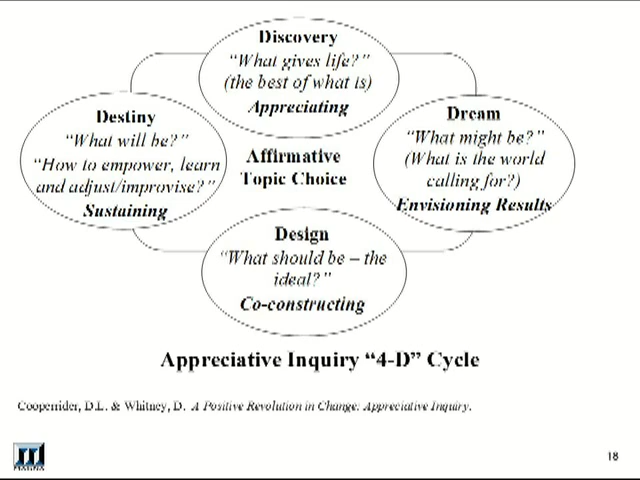 Discovery
"What gives life?"
(the best of what is)
Appreciating
Destiny
"What will be?"
"How to empower, learn
and adjust/improvise?"
Sustaining
Affirmative
Topic Choice
Dream
"What might be?"
(What is the world
calling for?)
Envisioning Results
Design
"What should be – the
ideal?"
Co-constructing
Appreciative Inquiry “4-D” Cycle
Cooperrider, D.L. & Whitney, D. A Positive Revolution in Change: Appreciative Inquiry.
MAGNA
18